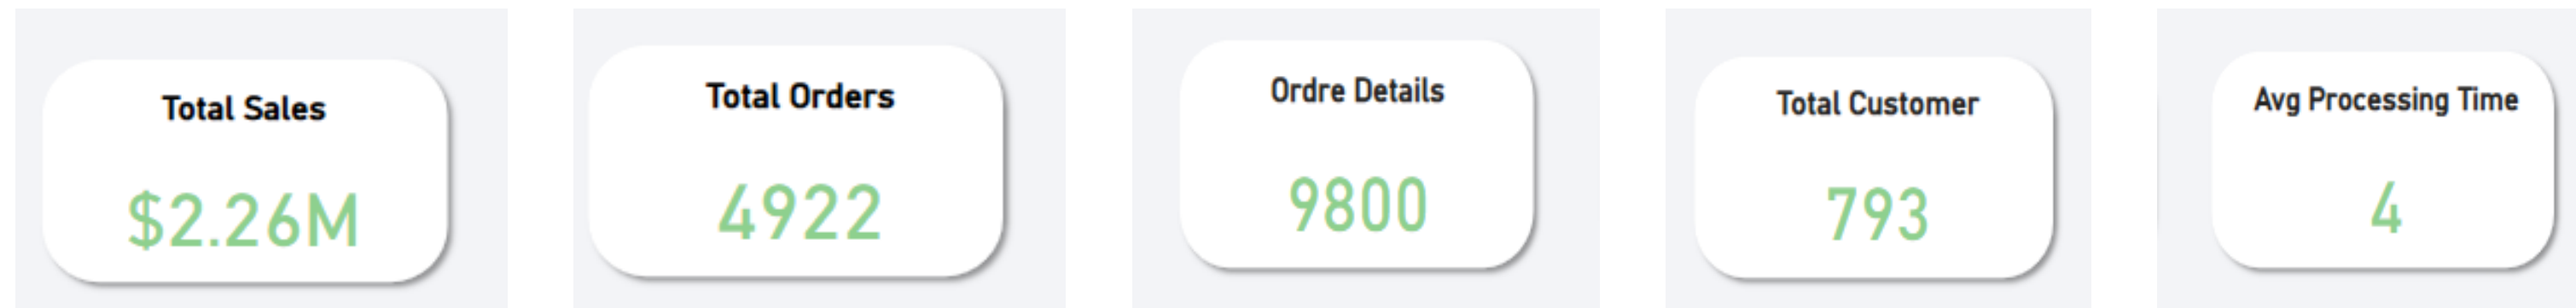 Total Sales
$2.26M
Total Orders
4922
Ordre Details
9800
Total Customer
793
Avg Processing Time
4